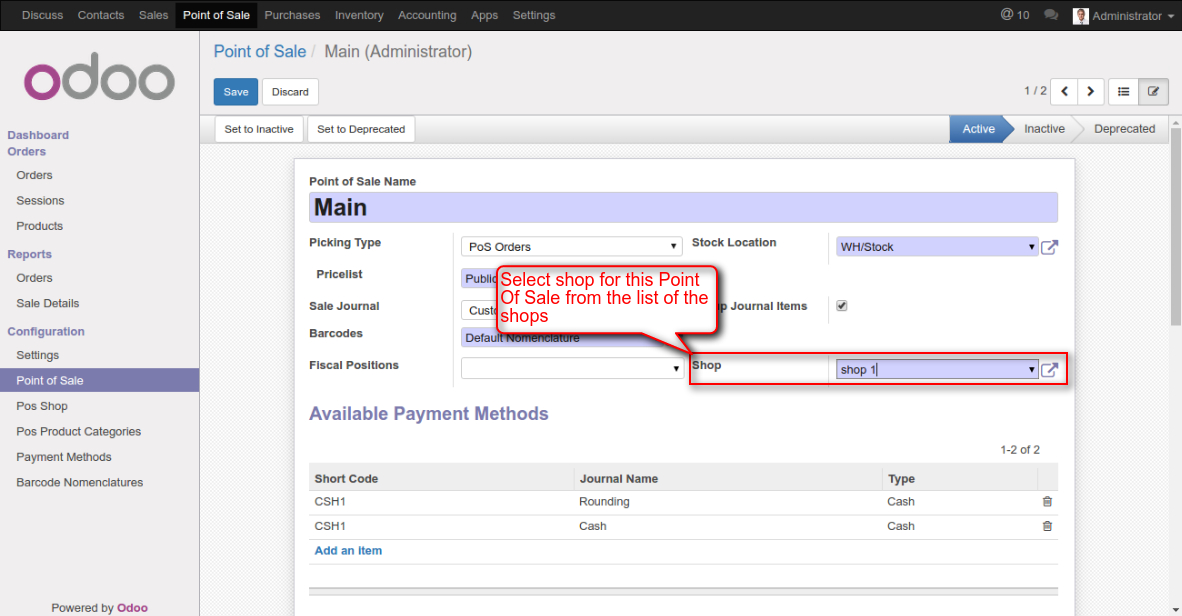 Discuss Contacts Sales Point of Sale Purchases Inventory Accounting Apps Settings @ 10 Administrator
odoo
Point of Sale / Main (Administrator)
Save Discard 1 / 2
Set to Inactive Set to Deprecated Active Inactive Deprecated
Dashboard
Orders
Orders
Sessions
Products
Reports
Orders
Sale Details
Configuration
Settings
Point of Sale
Pos Shop
Pos Product Categories
Payment Methods
Barcode Nomenclatures
Powered by Odoo
Point of Sale Name
Main
Picking Type PoS Orders Stock Location WH/Stock
Pricelist Public
Select shop for this Point
Of Sale from the list of the
shops
Sale Journal Journal Items
Barcodes Default Nomenclature
Fiscal Positions Shop shop 1
Available Payment Methods
1-2 of 2
Short Code Journal Name Type
CSH1 Rounding Cash
CSH1 Cash Cash
Add an item